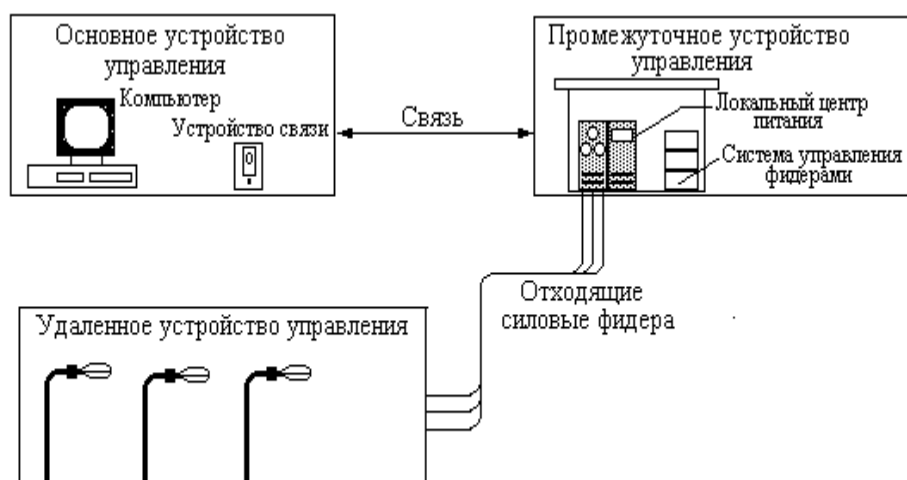 Основное устройство
управления
Компьютер
Устройство связи
Связь
Промежуточное устройство
управления
Локальный центр
питания
Система управления
фидерами
Отходящие
силовые фидера
Удаленное устройство управления